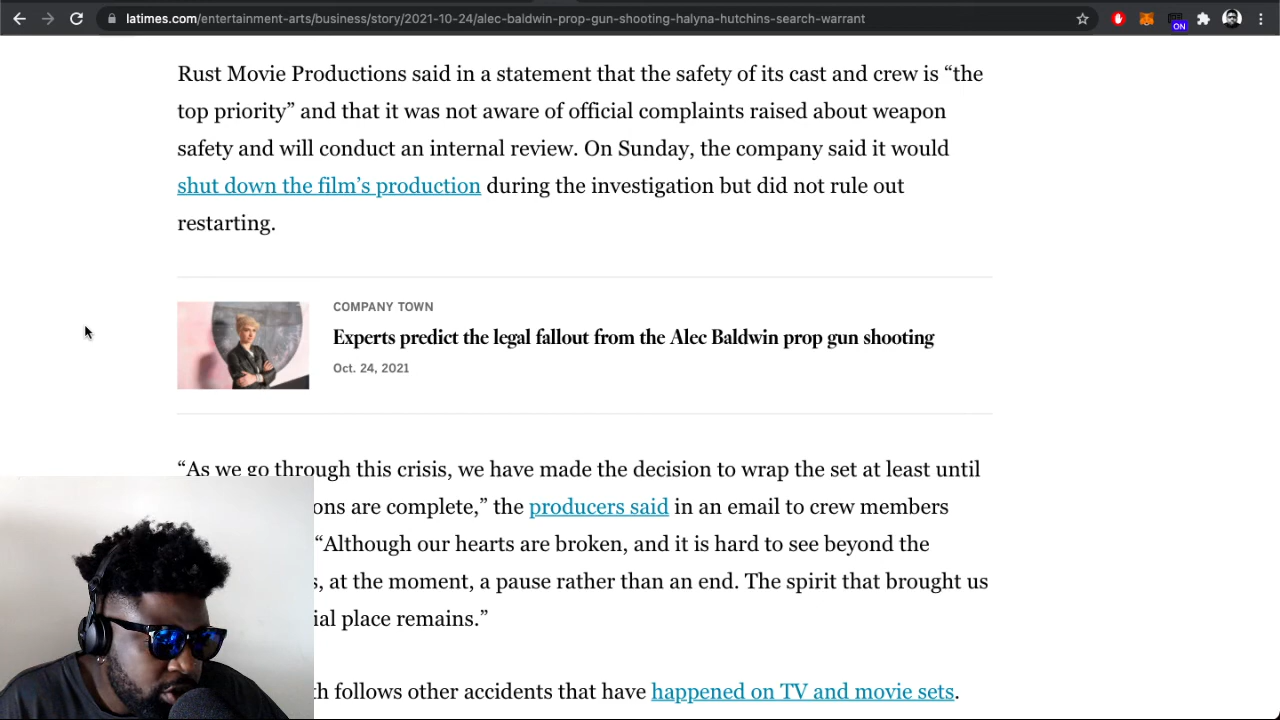 latimes.com/entertainment-arts/business/story/2021-10-24/alec-baldwin-prop-gun-shooting-halyna-hutchins-search-warrant
ON
Rust Movie Productions said in a statement that the safety of its cast and crew is “the
top priority” and that it was not aware of official complaints raised about weapon
safety and will conduct an internal review. On Sunday, the company said it would
shut down the film’s production during the investigation but did not rule out
restarting.
COMPANY TOWN
Experts predict the legal fallout from the Alec Baldwin prop gun shooting
Oct. 24, 2021
“As we go through this crisis, we have made the decision to wrap the set at least until
are complete,” the producers said in an email to crew members
“Although our hearts are broken, and it is hard to see beyond the
at the moment, a pause rather than an end. The spirit that brought us
place remains.”
follows other accidents that have happened on TV and movie sets.